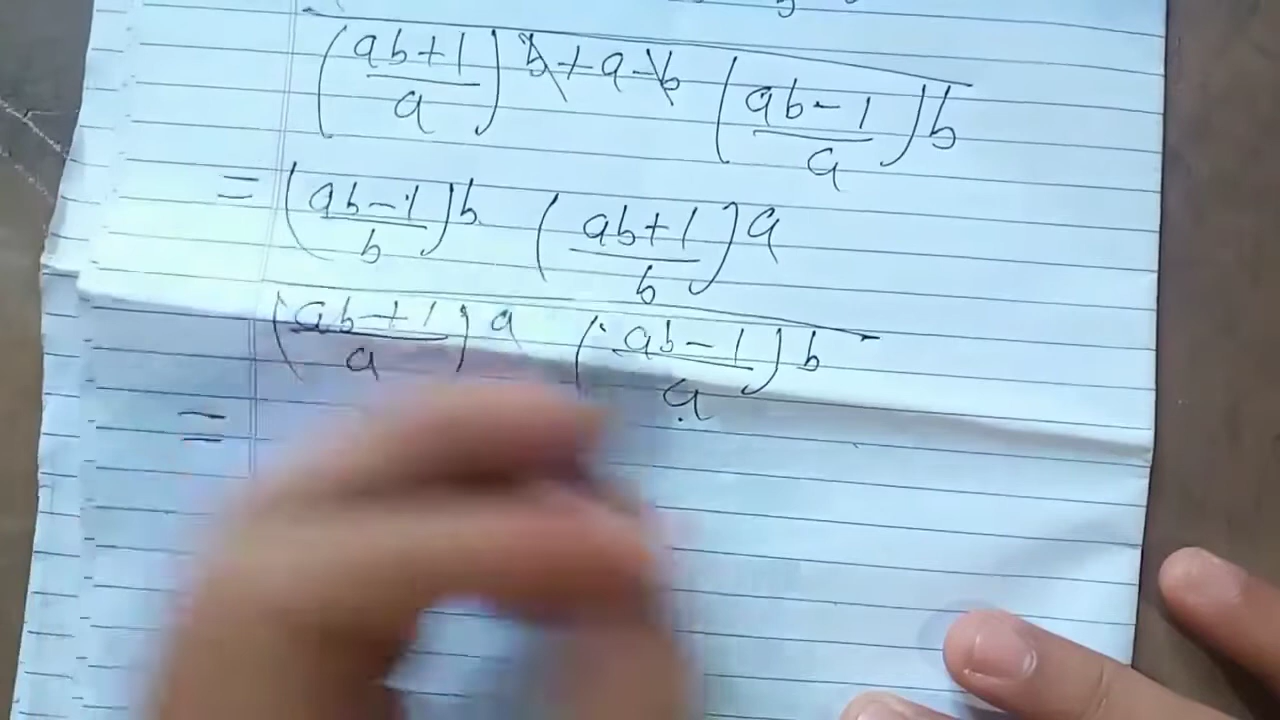 (ab+1/a)^b+a-b (ab-1/a)^b
= (ab-1/b)^b (ab+1/b)^a
(ab+1/a)^a (ab-1/a)^b
=